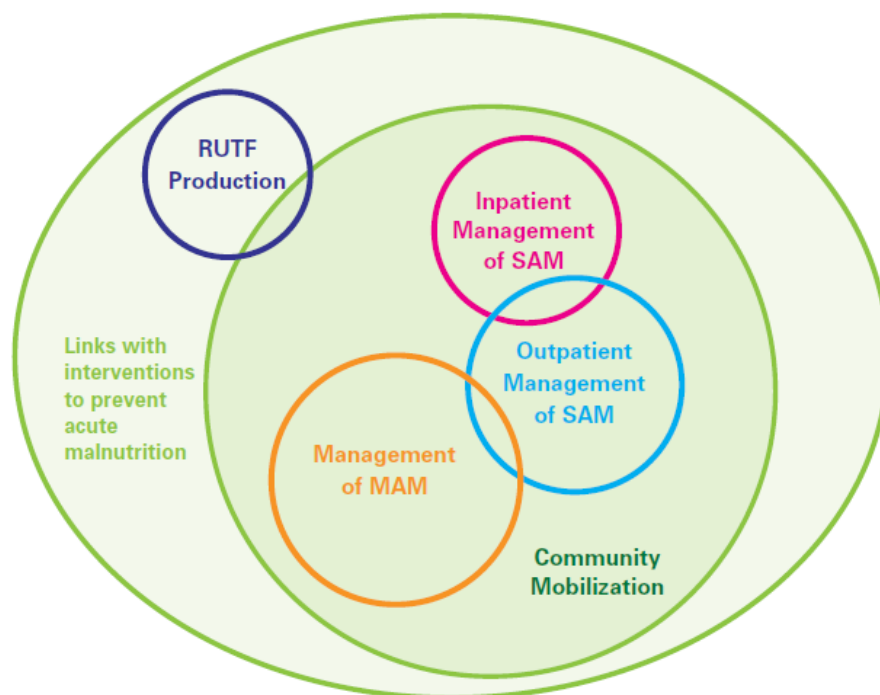 RUTF
Production
Inpatient
Management
of SAM
Outpatient
Management
of SAM
Links with
interventions
to prevent
acute
malnutrition
Management
of MAM
Community
Mobilization